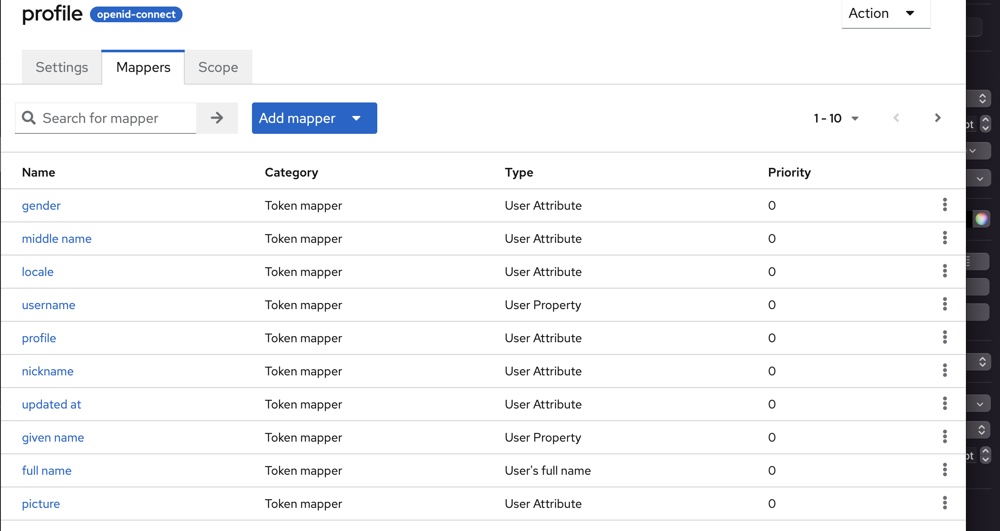 profile openid-connect Action
Settings Mappers Scope
Search for mapper Add mapper 1 - 10
Name Category Type Priority
gender Token mapper User Attribute 0
middle name Token mapper User Attribute 0
locale Token mapper User Attribute 0
username Token mapper User Property 0
profile Token mapper User Attribute 0
nickname Token mapper User Attribute 0
updated at Token mapper User Attribute 0
given name Token mapper User Property 0
full name Token mapper User's full name 0
picture Token mapper User Attribute 0